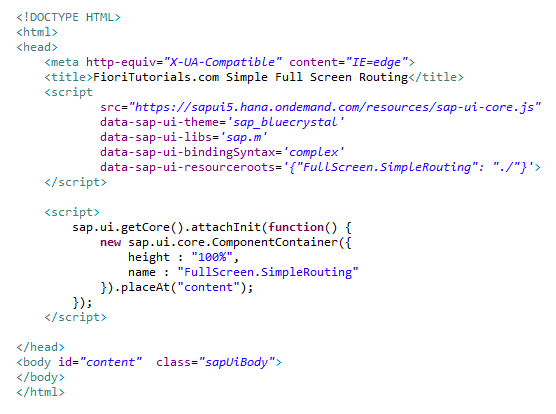 <!DOCTYPE HTML>
<html>
<head>
    <meta http-equiv="X-UA-Compatible" content="IE=edge">
    <title>FioriTutorials.com Simple Full Screen Routing</title>
    <script
            src="https://sapui5.hana.ondemand.com/resources/sap-ui-core.js"
            data-sap-ui-theme='sap_bluecrystal'
            data-sap-ui-libs='sap.m'
            data-sap-ui-bindingSyntax='complex'
            data-sap-ui-resourceroots='{"FullScreen.SimpleRouting": "./"}'>
    </script>

    <script>
        sap.ui.getCore().attachInit(function() {
            new sap.ui.core.ComponentContainer({
                height : "100%",
                name : "FullScreen.SimpleRouting"
            }).placeAt("content");
        });
    </script>

</head>
<body id="content"  class="sapUiBody">
</body>
</html>